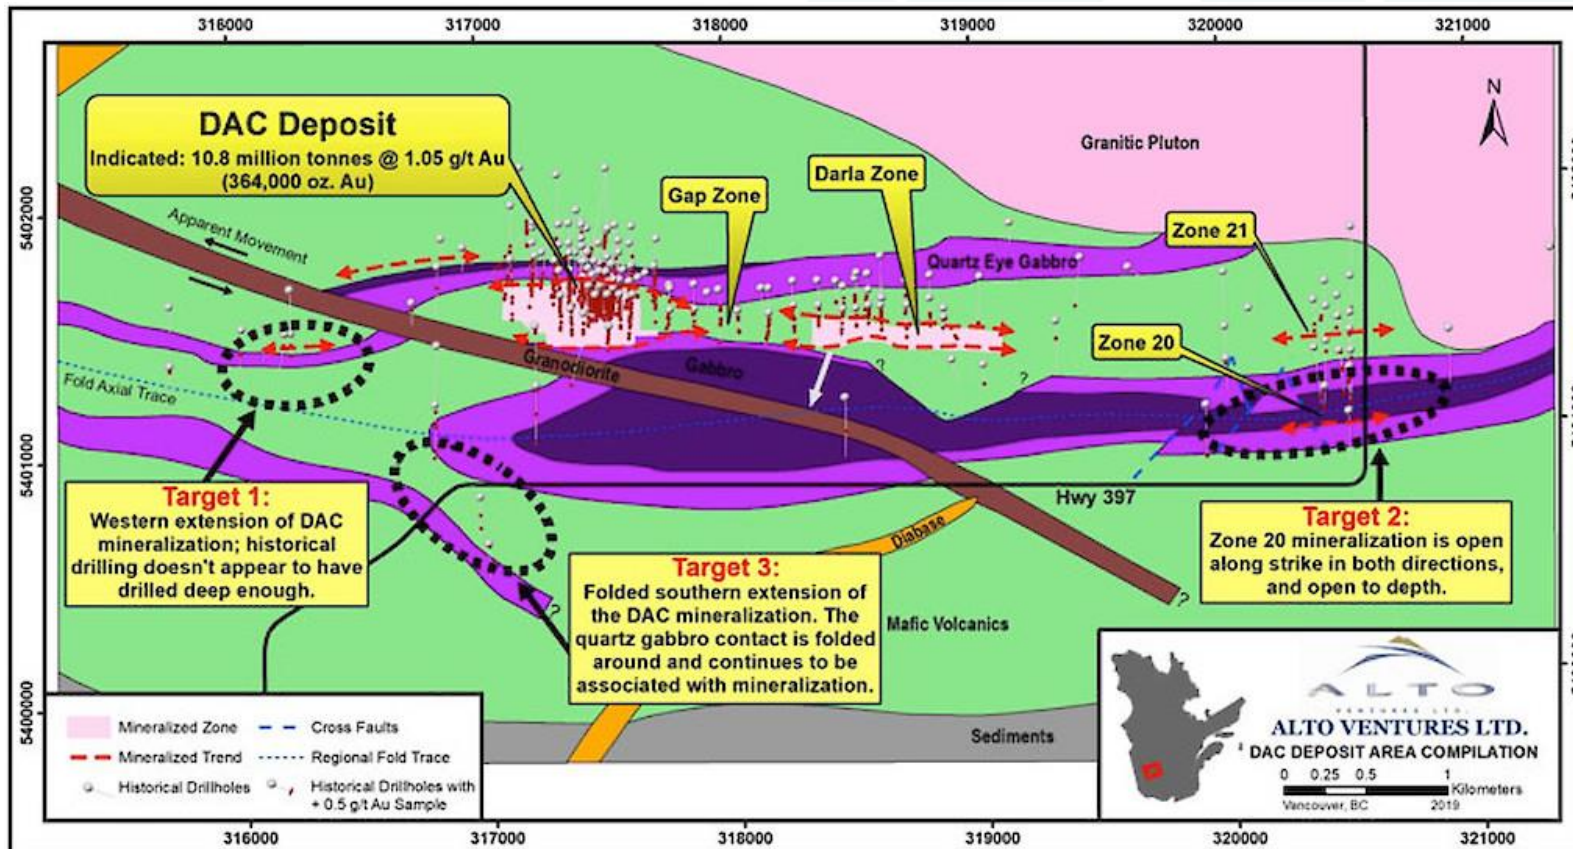 316000
317000
318000
319000
320000
321000
N
DAC Deposit
Indicated: 10.8 million tonnes @ 1.05 g/t Au
(364,000 oz. Au)
Granitic Pluton
Gap Zone
Darla Zone
Zone 21
5402000
Apparent Movement
Quartz Eye Gabbro
Zone 20
Granodiorite
Gabbro
?
?
Fold Axial Trace
5401000
Target 1:
Western extension of DAC
mineralization; historical
drilling doesn't appear to have
drilled deep enough.
Hwy 397
Diabase
Target 2:
Zone 20 mineralization is open
along strike in both directions,
and open to depth.
Target 3:
Folded southern extension of
the DAC mineralization. The
quartz gabbro contact is folded
around and continues to be
associated with mineralization.
?
?
Mafic Volcanics
5400000
Sediments
Mineralized Zone
Cross Faults
Mineralized Trend
Regional Fold Trace
Historical Drillholes
Historical Drillholes with
+ 0.5 g/t Au Sample
ALTO
VENTURES LTD.
ALTO VENTURES LTD.
DAC DEPOSIT AREA COMPILATION
0 0.25 0.5 1
Kilometers
Vancouver, BC 2019
316000
317000
318000
319000
320000
321000